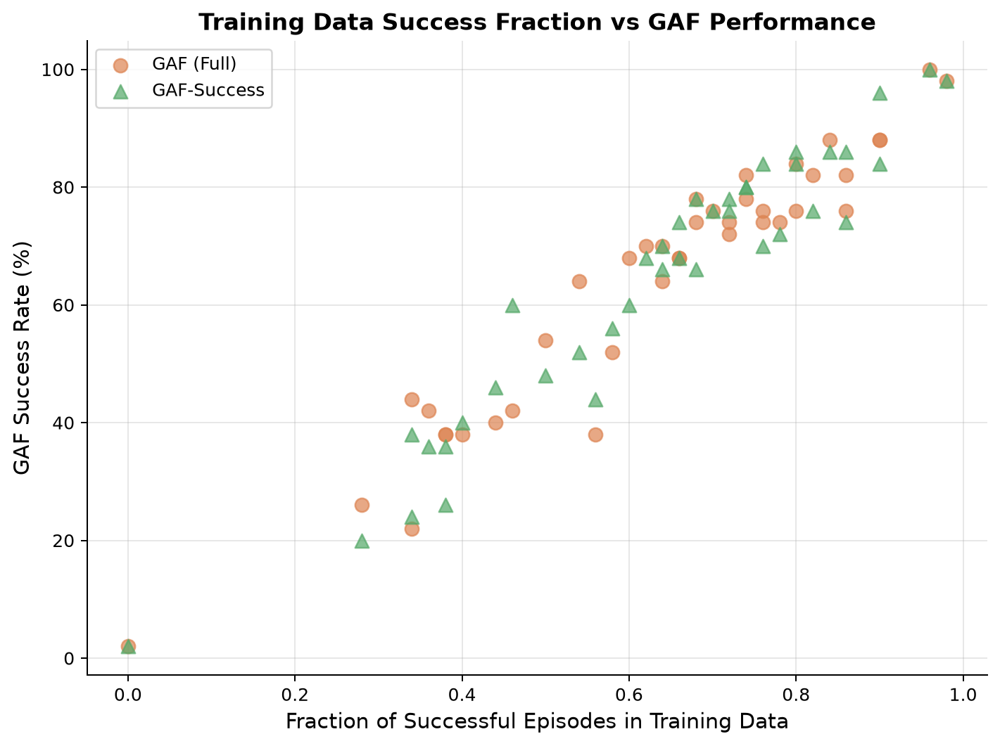 Training Data Success Fraction vs GAF Performance
GAF (Full)
GAF-Success
GAF Success Rate (%)
100
80
60
40
20
0
0.0 0.2 0.4 0.6 0.8 1.0
Fraction of Successful Episodes in Training Data